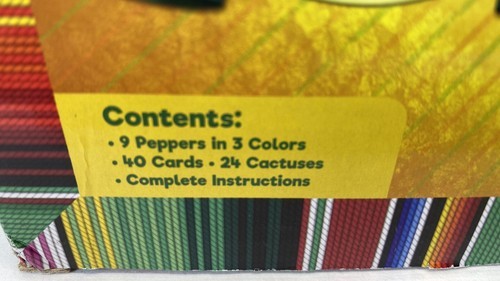 Contents:
• 9 Peppers in 3 Colors
• 40 Cards • 24 Cactuses
• Complete Instructions